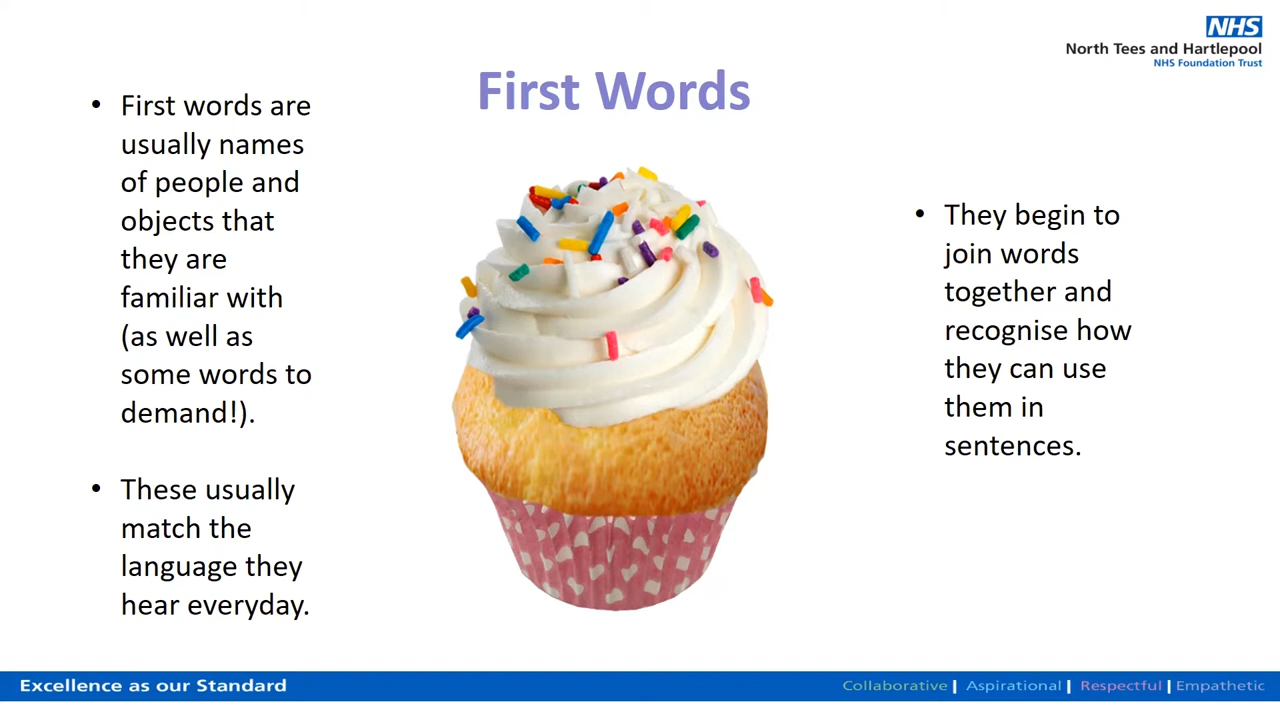 NHS
North Tees and Hartlepool
NHS Foundation Trust
First Words
• First words are
usually names
of people and
objects that
they are
familiar with
(as well as
some words to
demand!).
• These usually
match the
language they
hear everyday.
• They begin to
join words
together and
recognise how
they can use
them in
sentences.
Excellence as our Standard
Collaborative | Aspirational | Respectful | Empathetic